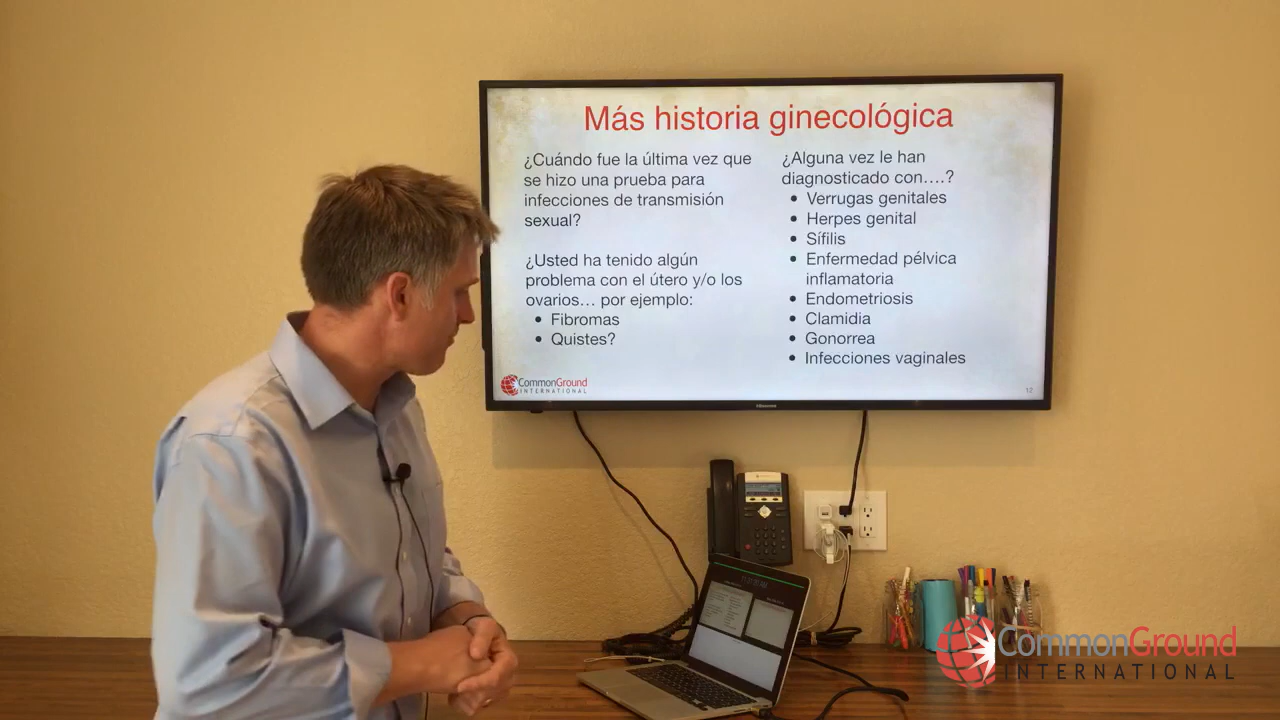 Más historia ginecológica
¿Cuándo fue la última vez que
se hizo una prueba para
infecciones de transmisión
sexual?
¿Usted ha tenido algún
problema con el útero y/o los
ovarios… por ejemplo:
• Fibromas
• Quistes?
¿Alguna vez le han
diagnosticado con….?
• Verrugas genitales
• Herpes genital
• Sífilis
• Enfermedad pélvica
inflamatoria
• Endometriosis
• Clamidia
• Gonorrea
• Infecciones vaginales
CommonGround
INTERNATIONAL
12
Hisense
CommonGround
INTERNATIONAL